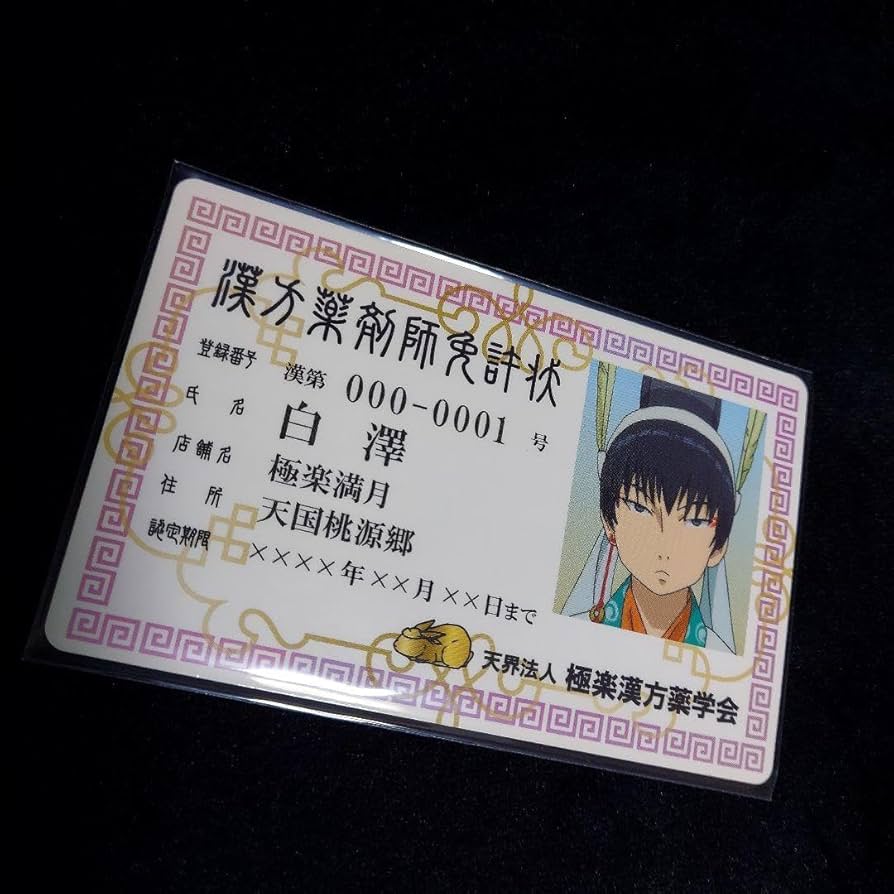 漢方薬剤師免許状
登録番号 漢第 000-0001 号
氏名 白澤
店舗名 極楽満月
住所 天国桃源郷
認定期限 ××××年××月××日まで
天界法人 極楽漢方薬学会